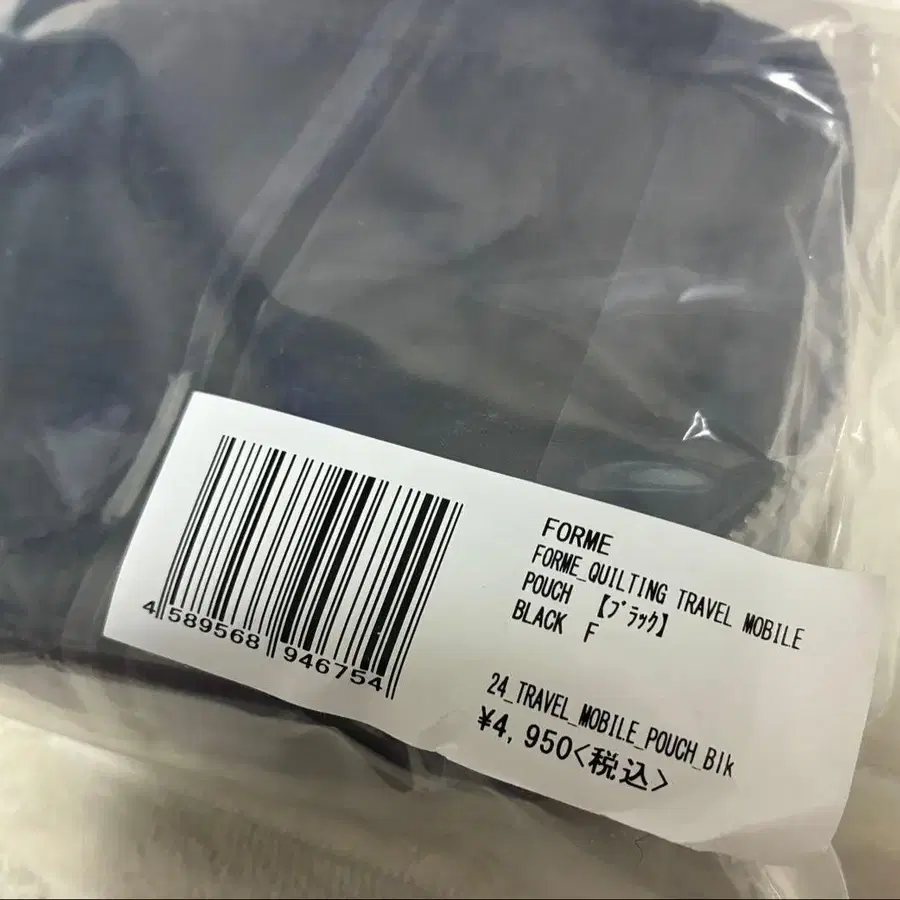 4 589568 946754
FORME
FORME_QUILTING TRAVEL MOBILE
POUCH 【ﾌﾞﾗｯｸ】
BLACK F
24_TRAVEL_MOBILE_POUCH_Blk
¥4,950<税込>